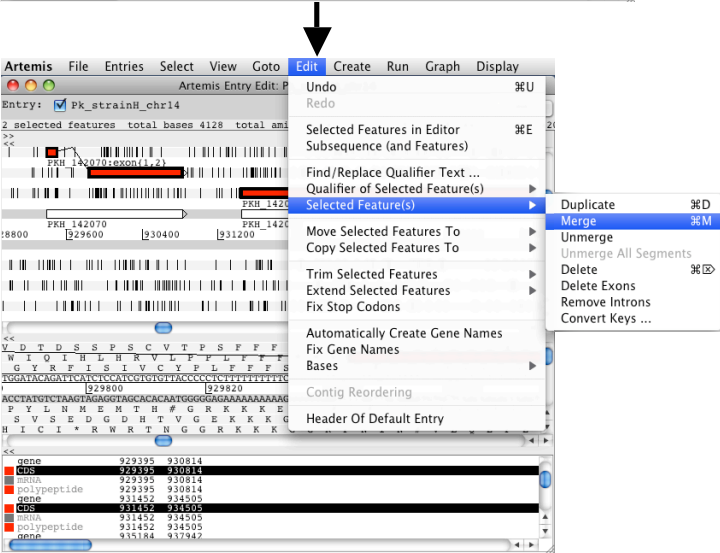 Artemis File Entries Select View Goto Edit Create Run Graph Display
Artemis Entry Edit: P
Entry: Pk_strainH_chr14
2 selected features total bases 4128 total ami
>>
<<
PKH_142070:exon{1,2}
PKH_1420
PKH_142070
PKH_1420
28800 929600 930400 931200
<<
V D T D S S P S C V T P S F F F
W I Q I H L H R V L P P L F F F
G Y R F I S I V C Y P L F F S
TGGATACAGATTCATCTCCATCGTGTGTTACCCCCTCTTTTTTTTTTC
929800 929820
ACCTATGTCTAAGTAGAGGTAGCACACAATGGGGGAGAAAAAAAAAAG
P Y L N M E M T H # G R K K E
S V S E D G D H T V G E K K K
H I C I * R W R T N G G R K K K
<<
gene 929395 930814
CDS 929395 930814
mRNA 929395 930814
polypeptide 929395 930814
gene 931452 934505
CDS 931452 934505
mRNA 931452 934505
polypeptide 931452 934505
gene 935184 937942
Undo ⌘U
Redo
Selected Features in Editor ⌘E
Subsequence (and Features)
Find/Replace Qualifier Text ...
Qualifier of Selected Feature(s)
Selected Feature(s)
Move Selected Features To
Copy Selected Features To
Trim Selected Features
Extend Selected Features
Fix Stop Codons
Automatically Create Gene Names
Fix Gene Names
Bases
Contig Reordering
Header Of Default Entry
Duplicate ⌘D
Merge ⌘M
Unmerge
Unmerge All Segments
Delete ⌘⌦
Delete Exons
Remove Introns
Convert Keys ...